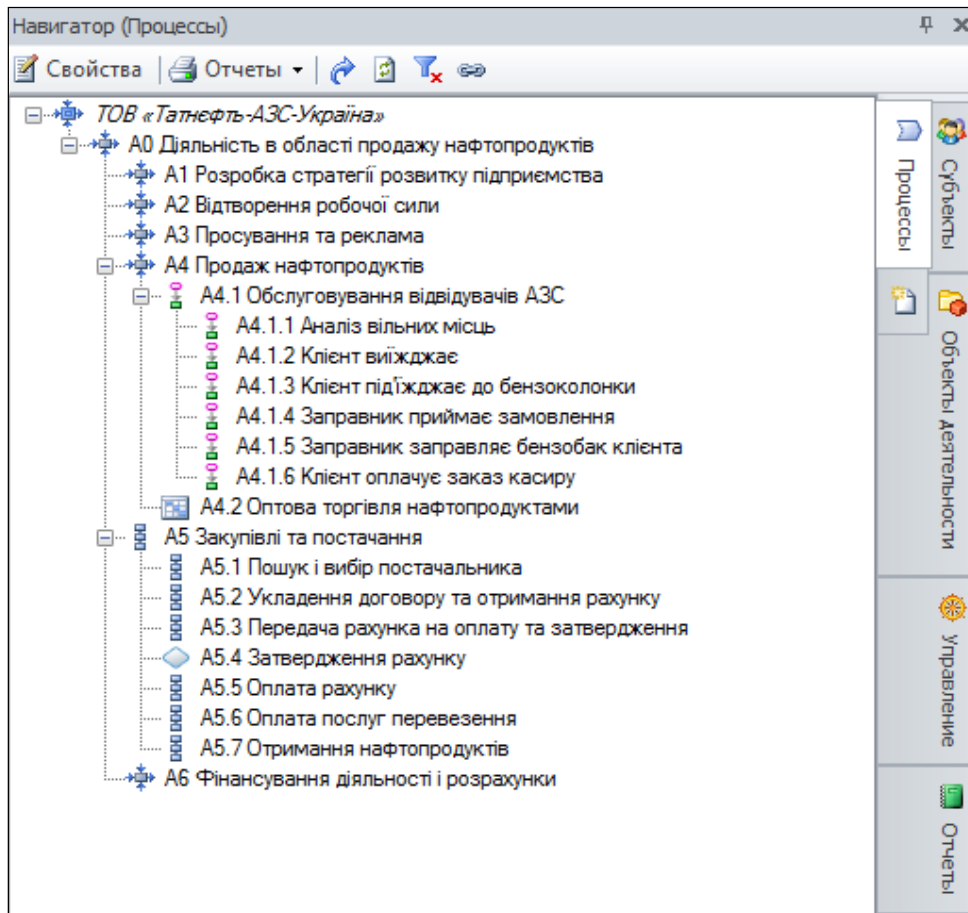 Навигатор (Процессы)
Свойства Отчеты
ТОВ «Татнєфть-АЗС-Україна»
А0 Діяльність в області продажу нафтопродуктів
А1 Розробка стратегії розвитку підприємства
А2 Відтворення робочої сили
А3 Просування та реклама
А4 Продаж нафтопродуктів
А4.1 Обслуговування відвідувачів АЗС
А4.1.1 Аналіз вільних місць
А4.1.2 Клієнт виїжджає
А4.1.3 Клієнт під'їжджає до бензоколонки
А4.1.4 Заправник приймає замовлення
А4.1.5 Заправник заправляє бензобак клієнта
А4.1.6 Клієнт оплачує заказ касиру
А4.2 Оптова торгівля нафтопродуктами
А5 Закупівлі та постачання
А5.1 Пошук і вибір постачальника
А5.2 Укладення договору та отримання рахунку
А5.3 Передача рахунка на оплату та затвердження
А5.4 Затвердження рахунку
А5.5 Оплата рахунку
А5.6 Оплата послуг перевезення
А5.7 Отримання нафтопродуктів
А6 Фінансування діяльності і розрахунки
Процессы
Субъекты
Объекты деятельности
Управление
Отчеты